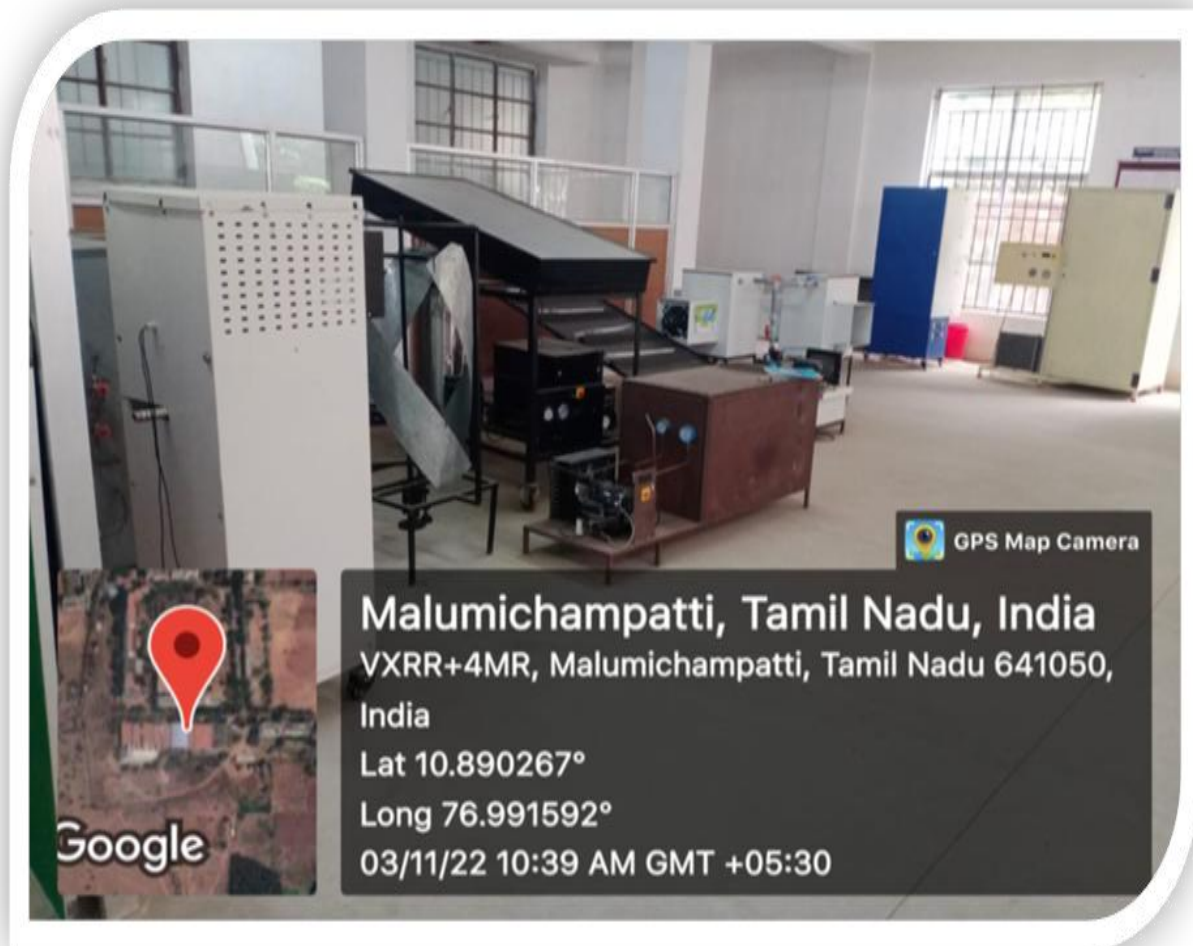 GPS Map Camera
Malumichampatti, Tamil Nadu, India
VXRR+4MR, Malumichampatti, Tamil Nadu 641050,
India
Lat 10.890267°
Long 76.991592°
03/11/22 10:39 AM GMT +05:30
Google